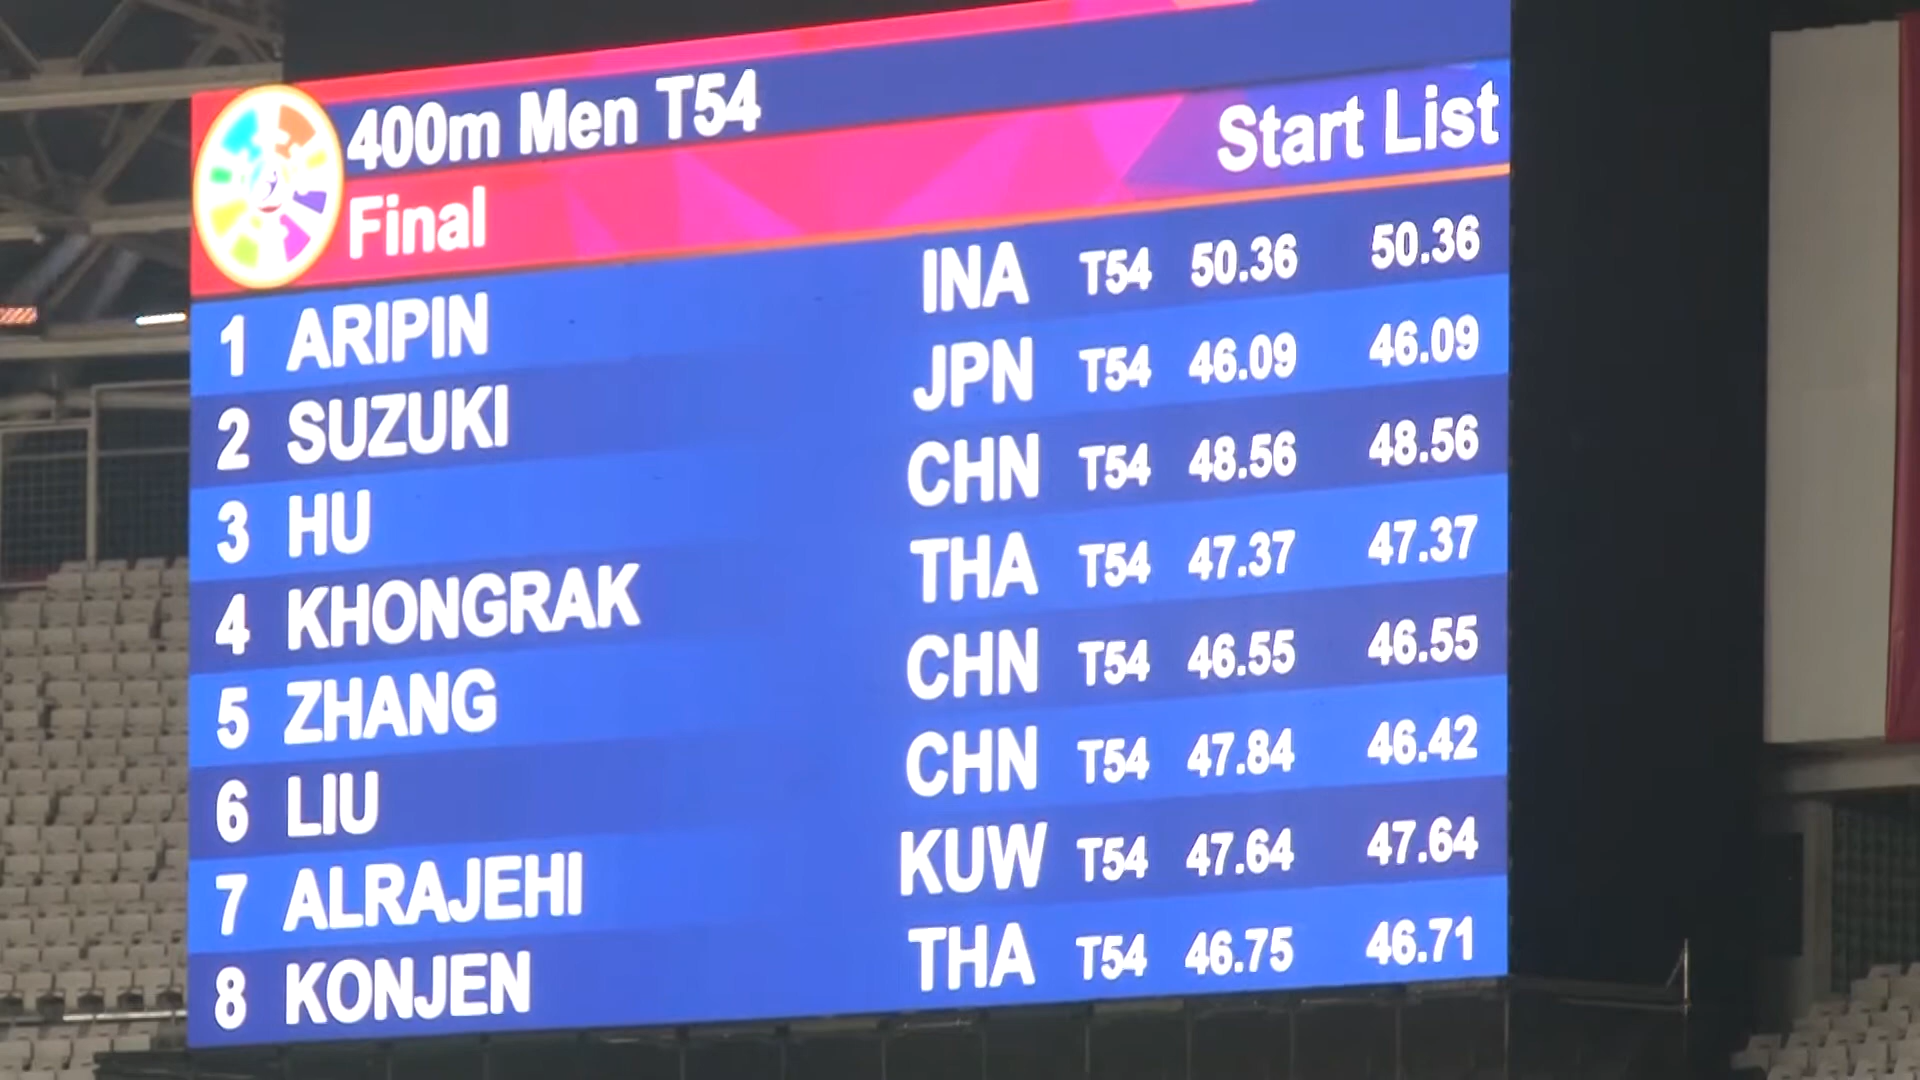 400m Men T54
Start List
Final
1 ARIPIN INA T54 50.36 50.36
2 SUZUKI JPN T54 46.09 46.09
3 HU CHN T54 48.56 48.56
4 KHONGRAK THA T54 47.37 47.37
5 ZHANG CHN T54 46.55 46.55
6 LIU CHN T54 47.84 46.42
7 ALRAJEHI KUW T54 47.64 47.64
8 KONJEN THA T54 46.75 46.71